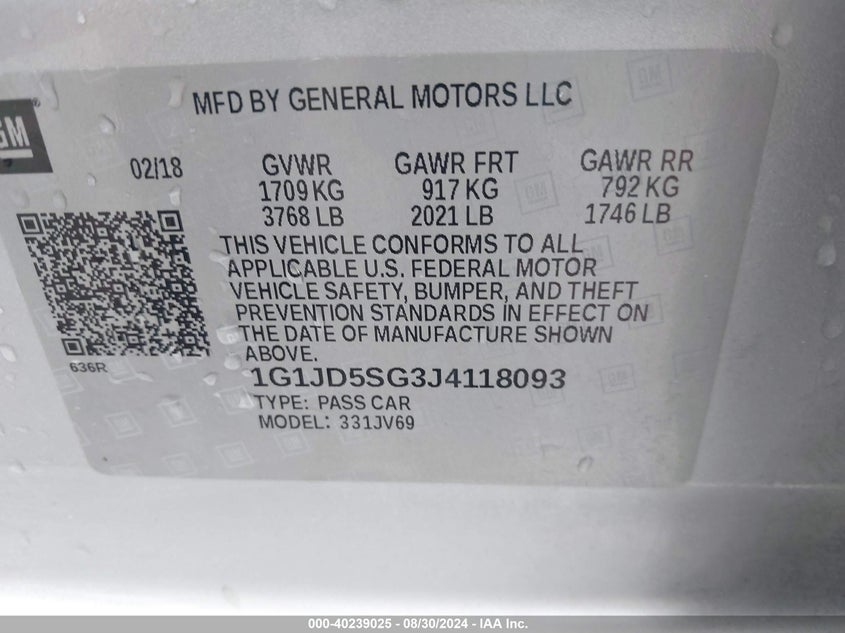 GM
MFD BY GENERAL MOTORS LLC
02/18 GVWR GAWR FRT GAWR RR
1709 KG 917 KG 792 KG
3768 LB 2021 LB 1746 LB
THIS VEHICLE CONFORMS TO ALL
APPLICABLE U.S. FEDERAL MOTOR
VEHICLE SAFETY, BUMPER, AND THEFT
PREVENTION STANDARDS IN EFFECT ON
THE DATE OF MANUFACTURE SHOWN
ABOVE.
636R
1G1JD5SG3J4118093
TYPE: PASS CAR
MODEL: 331JV69
000-40239025 - 08/30/2024 - IAA Inc.